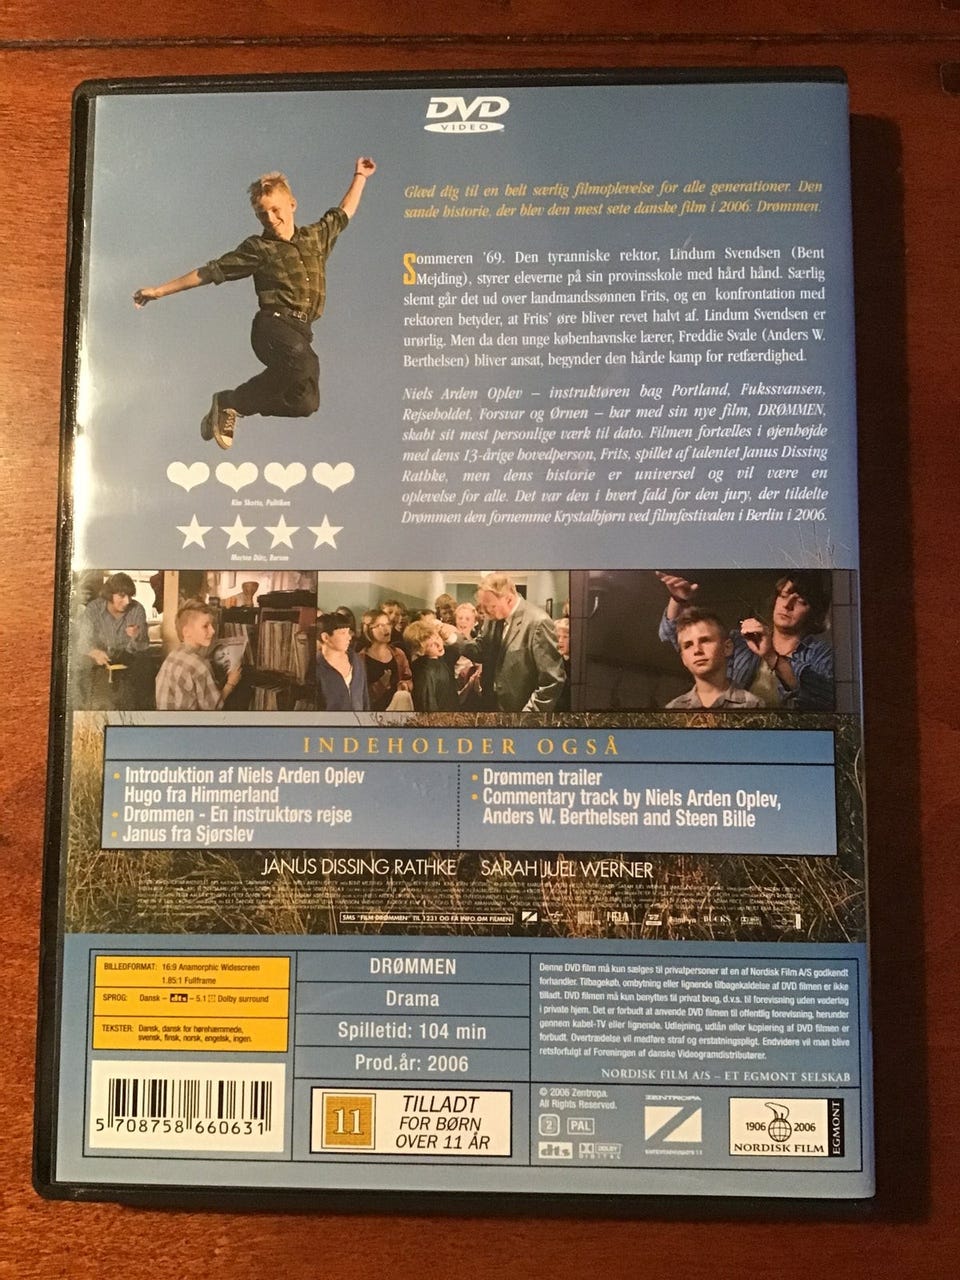 DVD
VIDEO
Glæd dig til en helt særlig filmoplevelse for alle generationer. Den
sande historie, der blev den mest sete danske film i 2006: Drømmen.
Sommeren '69. Den tyranniske rektor, Lindum Svendsen (Bent
Mejding), styrer eleverne på sin provinsskole med hård hånd. Særlig
slemt går det ud over landmandssønnen Frits, og en konfrontation med
rektoren betyder, at Frits' øre bliver revet halvt af. Lindum Svendsen er
urørlig. Men da den unge københavnske lærer, Freddie Svale (Anders W.
Berthelsen) bliver ansat, begynder den hårde kamp for retfærdighed.
Niels Arden Oplev – instruktøren bag Portland, Fukssvansen,
Rejseholdet, Forsvar og Ørnen – har med sin nye film, DRØMMEN,
skabt sit mest personlige værk til dato. Filmen fortælles i øjenhøjde
med dens 13-årige hovedperson, Frits, spillet af talentet Janus Dissing
Rathke, men dens historie er universel og vil være en
oplevelse for alle. Det var den i hvert fald for den jury, der tildelte
Drømmen den fornemme Krystalbjørn ved filmfestivalen i Berlin i 2006.
Kim Skotte, Politiken
Morten Dürr, Børsen
INDEHOLDER OGSÅ
• Introduktion af Niels Arden Oplev
Hugo fra Himmerland
• Drømmen - En instruktørs rejse
• Janus fra Sjørslev
• Drømmen trailer
• Commentary track by Niels Arden Oplev,
Anders W. Berthelsen and Steen Bille
JANUS DISSING RATHKE SARAH JUEL WERNER
SMS "FILM DRØMMEN" TIL 1231 OG FÅ INFO OM FILMEN
BILLEDFORMAT: 16:9 Anamorphic Widescreen
1.85:1 Fullframe
SPROG: Dansk – dts – 5.1 Dolby surround
TEKSTER: Dansk, dansk for hørehæmmede,
svensk, finsk, norsk, engelsk, ingen.
5 708758 660631
DRØMMEN
Drama
Spilletid: 104 min
Prod.år: 2006
11
TILLADT
FOR BØRN
OVER 11 ÅR
Denne DVD film må kun sælges til privatpersoner af en af Nordisk Film A/S godkendt
forhandler. Tilbagekøb, ombytning eller lignende tilbagekaldelse af DVD filmen er ikke
tilladt. DVD filmen må kun benyttes til privat brug, d.v.s. til forevisning uden vederlag
i private hjem. Det er forbudt at anvende DVD filmen til offentlig forevisning, herunder
gennem kabel-TV eller lignende. Udlejning, udlån eller kopiering af DVD filmen er
forbudt. Overtrædelse vil medføre straf og erstatningspligt. Endvidere vil man blive
retsforfulgt af Foreningen af danske Videogramdistributører.
NORDISK FILM A/S – ET EGMONT SELSKAB
© 2006 Zentropa.
All Rights Reserved.
2 PAL
dts DOLBY
DIGITAL
ZENTROPA
1906 2006
NORDISK FILM
EGMONT